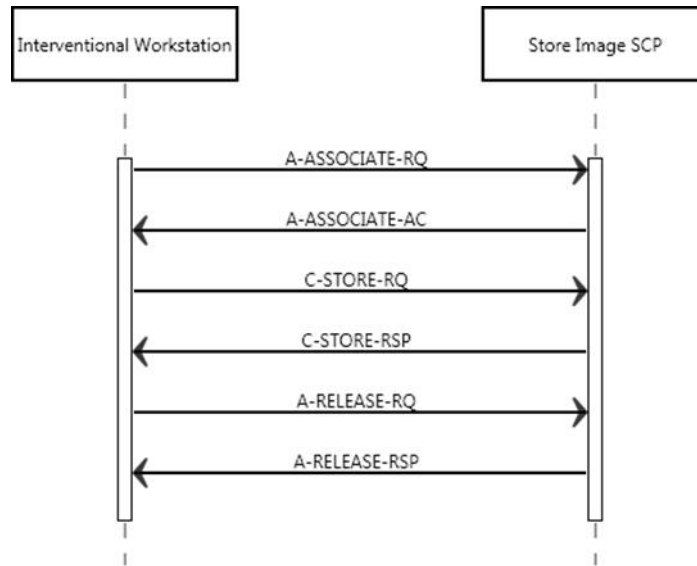 Interventional Workstation
Store Image SCP
A-ASSOCIATE-RQ
A-ASSOCIATE-AC
C-STORE-RQ
C-STORE-RSP
A-RELEASE-RQ
A-RELEASE-RSP